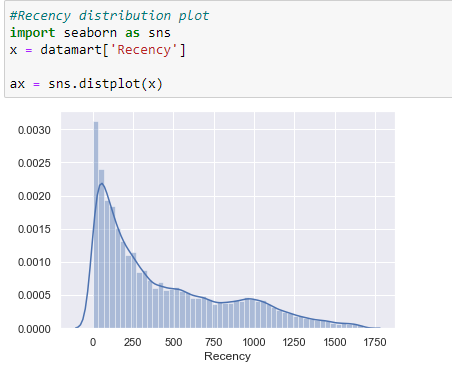 #Recency distribution plot
import seaborn as sns
x = datamart['Recency']
ax = sns.distplot(x)
0.0030
0.0025
0.0020
0.0015
0.0010
0.0005
0.0000
0 250 500 750 1000 1250 1500 1750
Recency